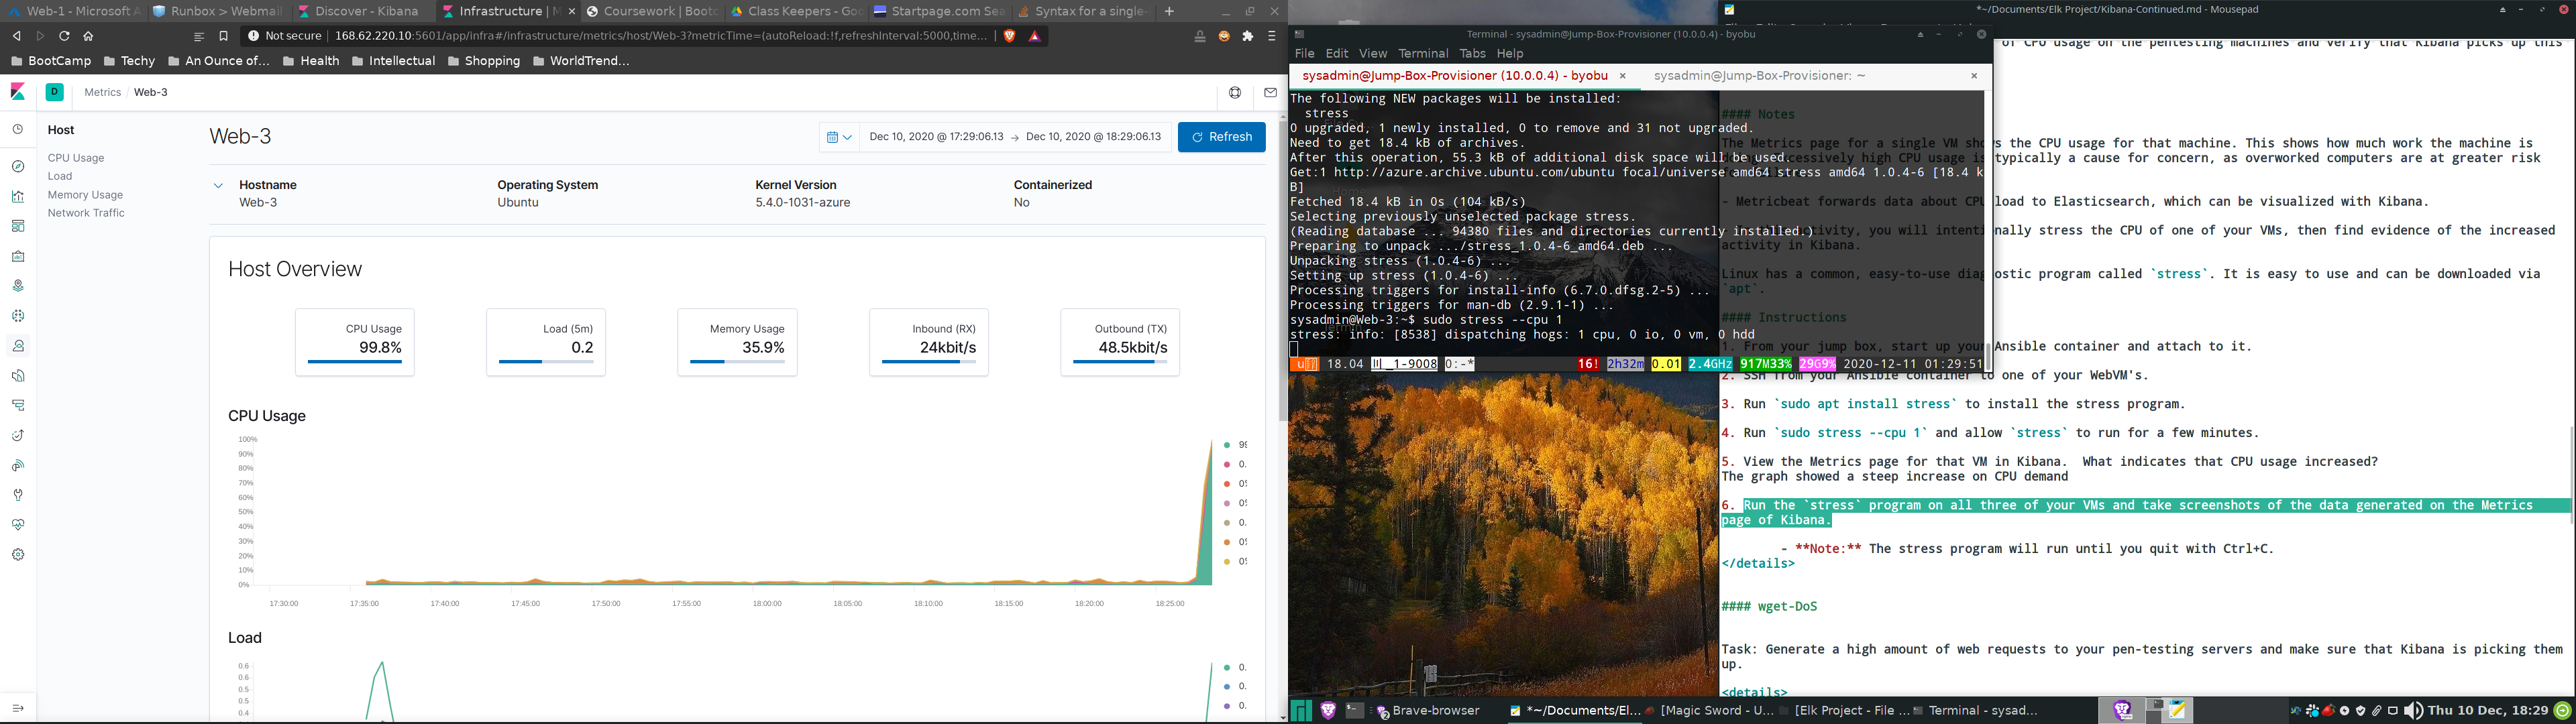 Web-1 - Microsoft A
Runbox > Webmail
Discover - Kibana
Infrastructure | M
Coursework | Bootc
Class Keepers - Goo
Startpage.com Sea
Syntax for a single-
Not secure
168.62.220.10:5601/app/infra#/infrastructure/metrics/host/Web-3?metricTime=(autoReload:!f,refreshInterval:5000,time...
BootCamp
Techy
An Ounce of...
Health
Intellectual
Shopping
WorldTrend...
D
Metrics / Web-3
Host
CPU Usage
Load
Memory Usage
Network Traffic
Web-3
Dec 10, 2020 @ 17:29:06.13 → Dec 10, 2020 @ 18:29:06.13
Refresh
Hostname
Web-3
Operating System
Ubuntu
Kernel Version
5.4.0-1031-azure
Containerized
No
Host Overview
CPU Usage
99.8%
Load (5m)
0.2
Memory Usage
35.9%
Inbound (RX)
24kbit/s
Outbound (TX)
48.5kbit/s
CPU Usage
100%
90%
80%
70%
60%
50%
40%
30%
20%
10%
0%
17:30:00
17:35:00
17:40:00
17:45:00
17:50:00
17:55:00
18:00:00
18:05:00
18:10:00
18:15:00
18:20:00
18:25:00
Load
0.6
0.6
0.5
0.5
0.4
Terminal - sysadmin@Jump-Box-Provisioner (10.0.0.4) - byobu
File Edit View Terminal Tabs Help
sysadmin@Jump-Box-Provisioner (10.0.0.4) - byobu
sysadmin@Jump-Box-Provisioner: ~
The following NEW packages will be installed:
stress
0 upgraded, 1 newly installed, 0 to remove and 31 not upgraded.
Need to get 18.4 kB of archives.
After this operation, 55.3 kB of additional disk space will be used.
Get:1 http://azure.archive.ubuntu.com/ubuntu focal/universe amd64 stress amd64 1.0.4-6 [18.4 k
B]
Fetched 18.4 kB in 0s (104 kB/s)
Selecting previously unselected package stress.
(Reading database ... 94380 files and directories currently installed.)
Preparing to unpack .../stress_1.0.4-6_amd64.deb ...
Unpacking stress (1.0.4-6) ...
Setting up stress (1.0.4-6) ...
Processing triggers for install-info (6.7.0.dfsg.2-5) ...
Processing triggers for man-db (2.9.1-1) ...
sysadmin@Web-3:~$ sudo stress --cpu 1
stress: info: [8538] dispatching hogs: 1 cpu, 0 io, 0 vm, 0 hdd
18.04
0:-*
16! 2h32m 0.01 2.4GHz 917M33% 29G9% 2020-12-11 01:29:51
*~/Documents/Elk Project/Kibana-Continued.md - Mousepad
of CPU usage on the pentesting machines and verify that Kibana picks up this
#### Notes
The Metrics page for a single VM shows the CPU usage for that machine. This shows how much work the machine is
cessively high CPU usage is typically a cause for concern, as overworked computers are at greater risk
- Metricbeat forwards data about CPU load to Elasticsearch, which can be visualized with Kibana.
activity, you will intentionally stress the CPU of one of your VMs, then find evidence of the increased
activity in Kibana.
Linux has a common, easy-to-use diagnostic program called `stress`. It is easy to use and can be downloaded via
`apt`.
#### Instructions
1. From your jump box, start up your Ansible container and attach to it.
2. SSH from your Ansible container to one of your WebVM's.
3. Run `sudo apt install stress` to install the stress program.
4. Run `sudo stress --cpu 1` and allow `stress` to run for a few minutes.
5. View the Metrics page for that VM in Kibana.  What indicates that CPU usage increased?
The graph showed a steep increase on CPU demand
6. Run the `stress` program on all three of your VMs and take screenshots of the data generated on the Metrics
page of Kibana.
- **Note:** The stress program will run until you quit with Ctrl+C.
</details>
#### wget-DoS
Task: Generate a high amount of web requests to your pen-testing servers and make sure that Kibana is picking them
up.
<details>
Brave-browser
*~/Documents/El...
[Magic Sword - U...
[Elk Project - File ...
Terminal - sysad...
Thu 10 Dec, 18:29